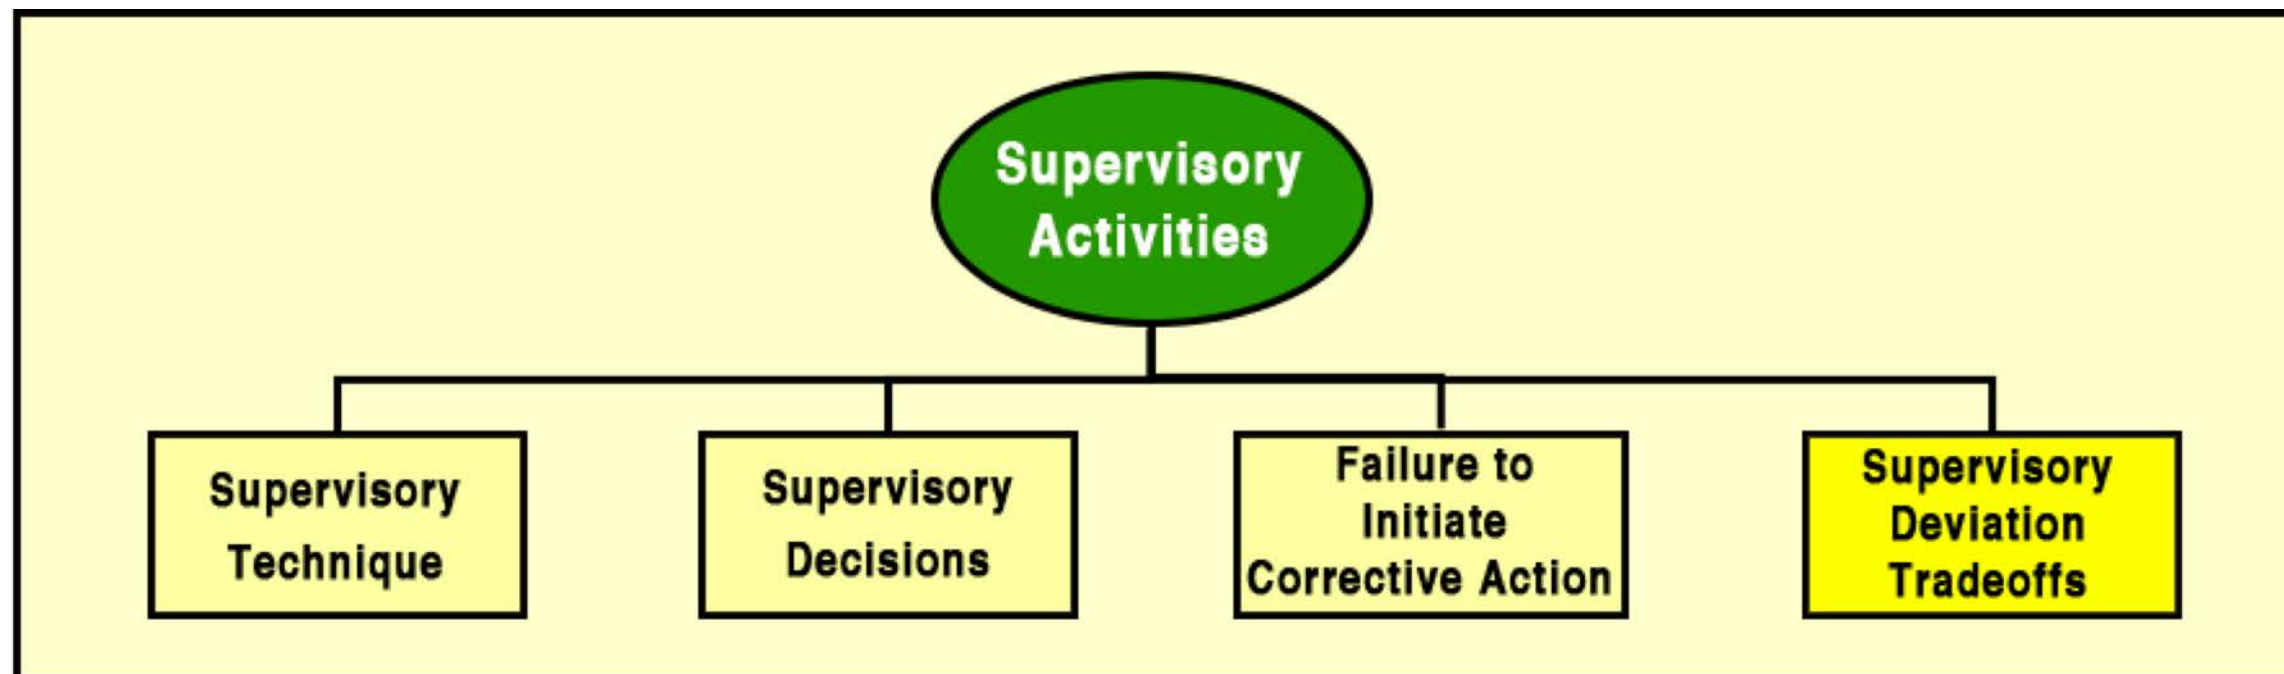 Supervisory
Activities
Supervisory
Technique
Supervisory
Decisions
Failure to
Initiate
Corrective Action
Supervisory
Deviation
Tradeoffs